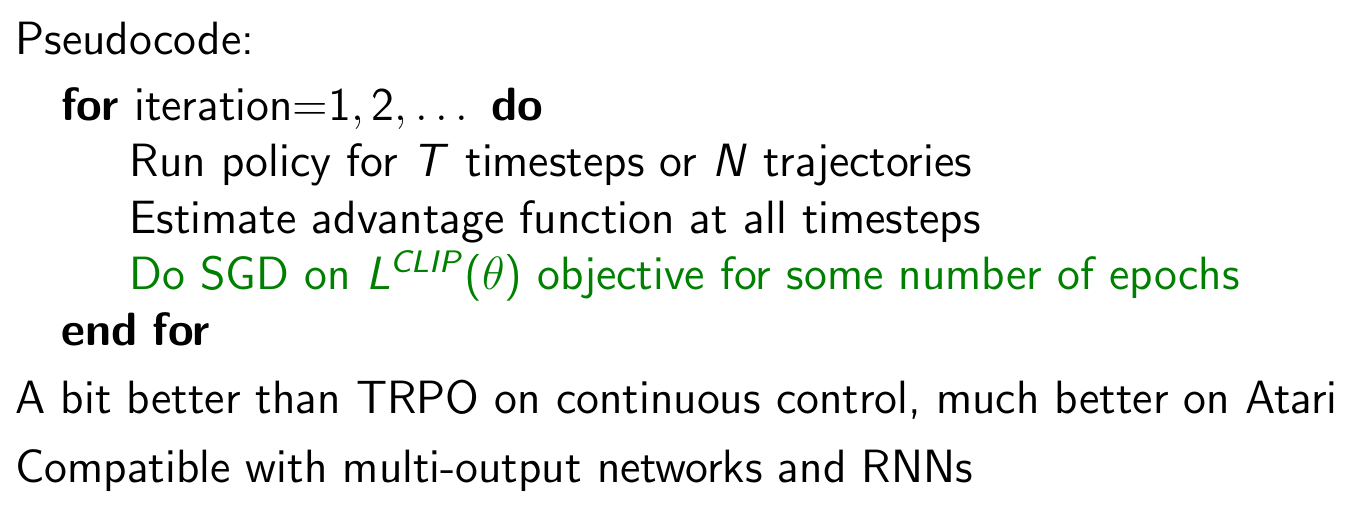 Pseudocode:
for iteration=1, 2, . . . do
Run policy for T timesteps or N trajectories
Estimate advantage function at all timesteps
Do SGD on L^CLIP(θ) objective for some number of epochs
end for
A bit better than TRPO on continuous control, much better on Atari
Compatible with multi-output networks and RNNs